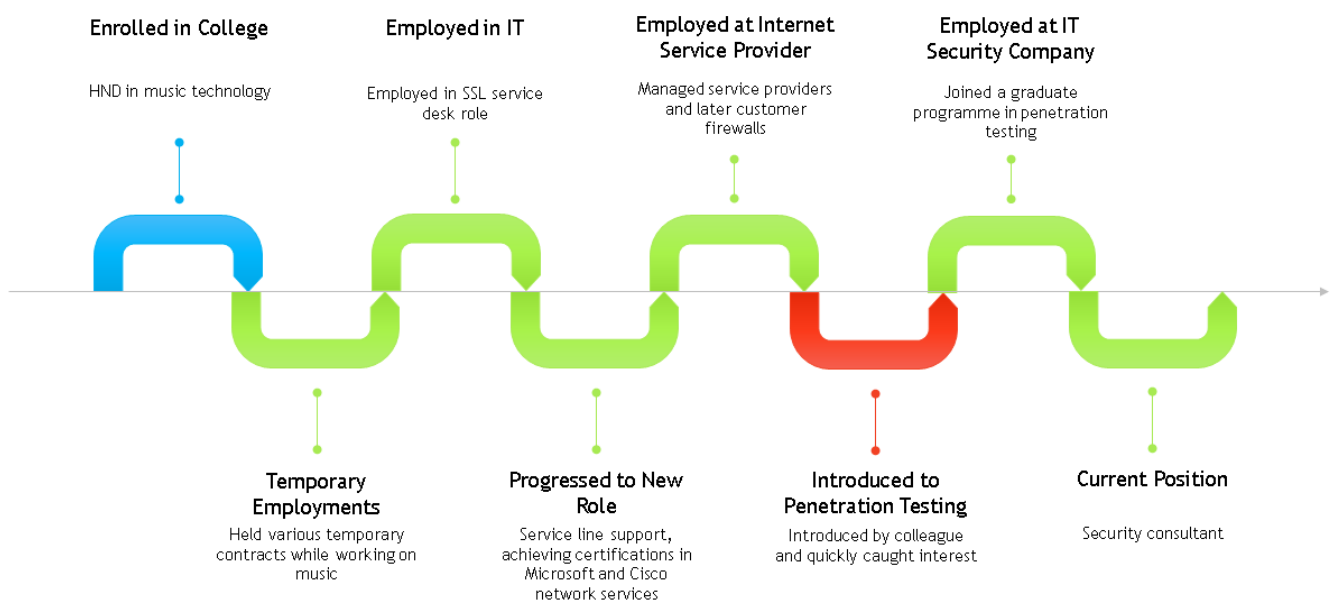 Enrolled in College
HND in music technology
Employed in IT
Employed in SSL service
desk role
Employed at Internet
Service Provider
Managed service providers
and later customer
firewalls
Employed at IT
Security Company
Joined a graduate
programme in penetration
testing
Temporary
Employments
Held various temporary
contracts while working on
music
Progressed to New
Role
Service line support,
achieving certifications in
Microsoft and Cisco
network services
Introduced to
Penetration Testing
Introduced by colleague
and quickly caught interest
Current Position
Security consultant